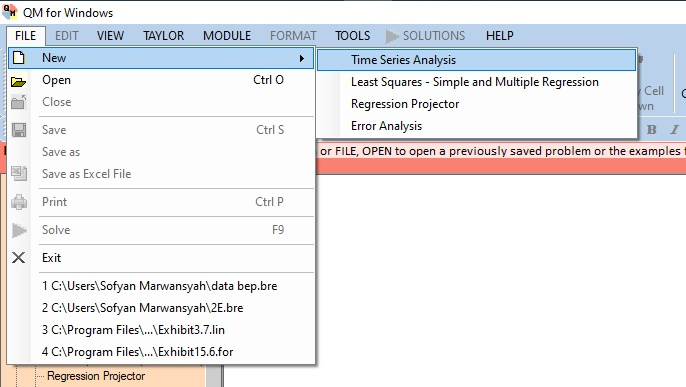 QM for Windows
FILE EDIT VIEW TAYLOR MODULE FORMAT TOOLS SOLUTIONS HELP
New
Time Series Analysis
Least Squares - Simple and Multiple Regression
Regression Projector
Error Analysis
Open Ctrl O
Close
Save Ctrl S
Save as
Save as Excel File
Print Ctrl P
Solve F9
Exit
1 C:\Users\Sofyan Marwansyah\data bep.bre
2 C:\Users\Sofyan Marwansyah\2E.bre
3 C:\Program Files\...\Exhibit3.7.lin
4 C:\Program Files\...\Exhibit15.6.for
Cell
B I
or FILE, OPEN to open a previously saved problem or the examples
Regression Projector